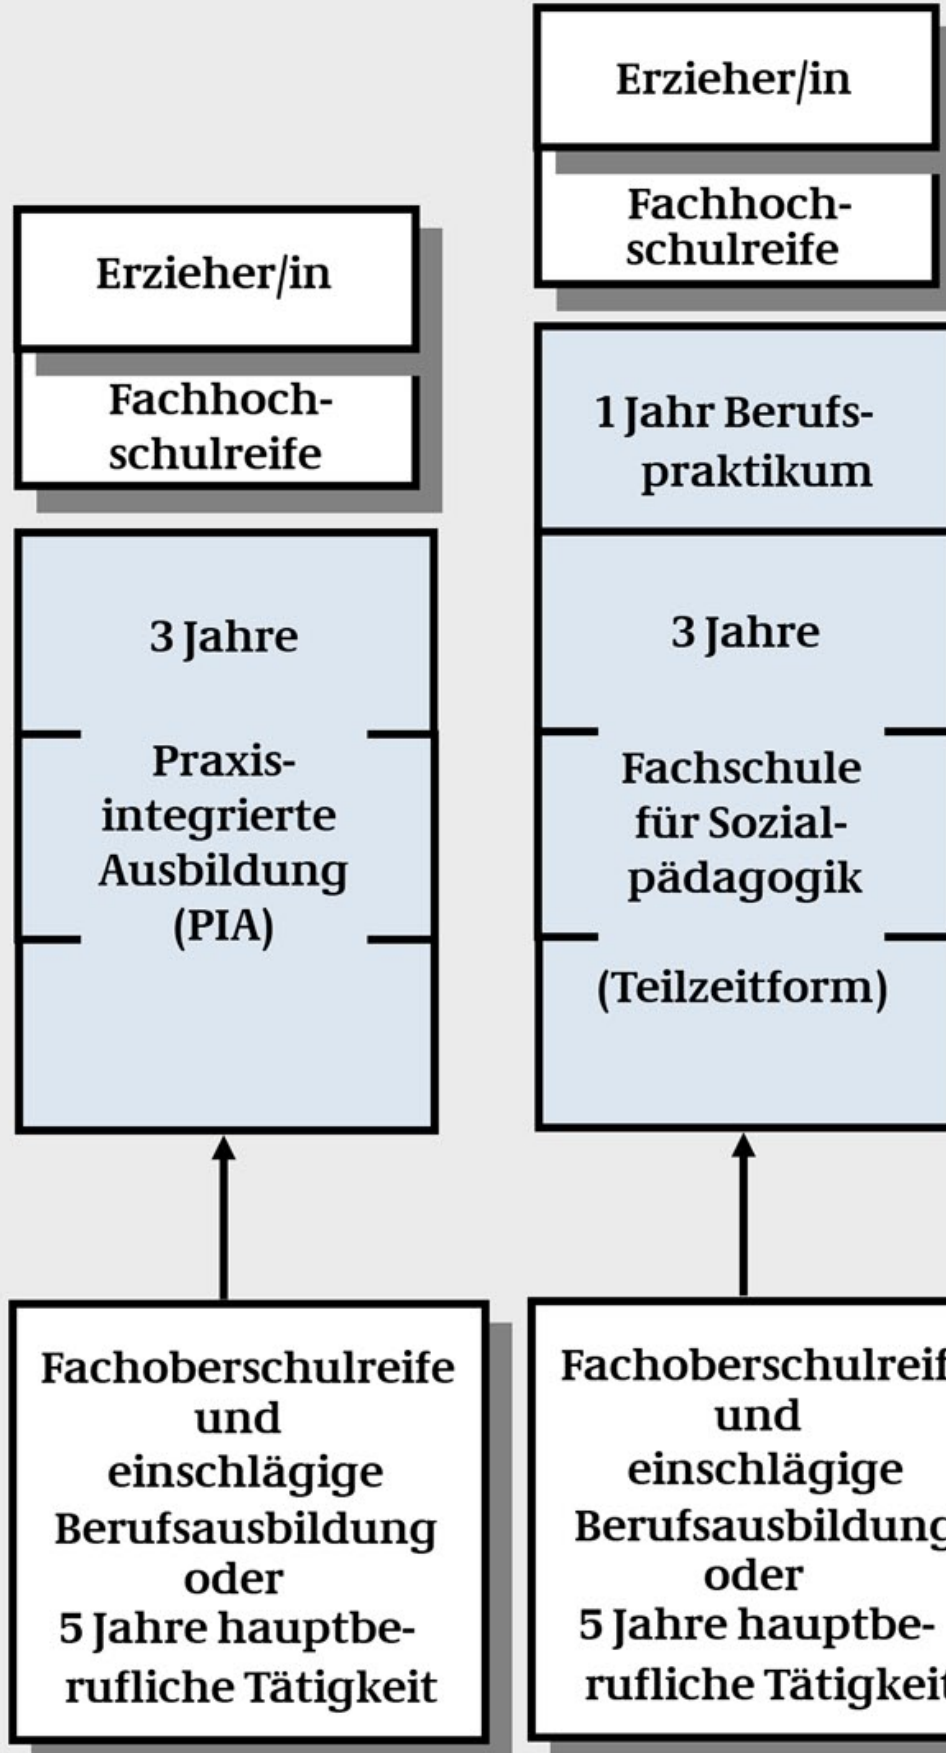 Erzieher/in
Fachhoch-
schulreife
3 Jahre
Praxis-
integrierte
Ausbildung
(PIA)
Fachoberschulreife
und
einschlägige
Berufsausbildung
oder
5 Jahre hauptbe-
rufliche Tätigkeit
Erzieher/in
Fachhoch-
schulreife
1 Jahr Berufs-
praktikum
3 Jahre
Fachschule
für Sozial-
pädagogik
(Teilzeitform)
Fachoberschulreif
und
einschlägige
Berufsausbildung
oder
5 Jahre hauptbe-
rufliche Tätigkeit